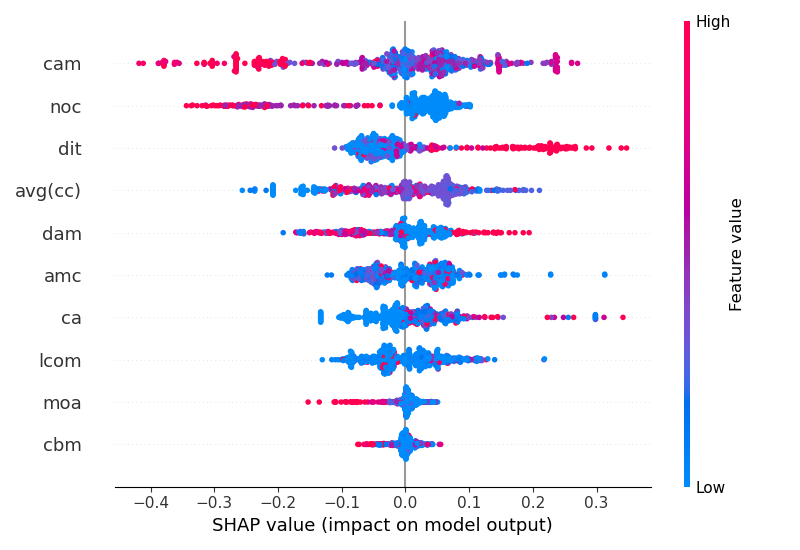 High
cam
noc
dit
avg(cc)
dam
amc
ca
lcom
moa
cbm
Feature value
Low
−0.4 −0.3 −0.2 −0.1 0.0 0.1 0.2 0.3
SHAP value (impact on model output)